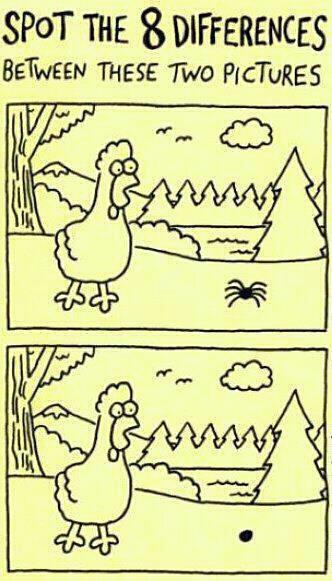 SPOT THE 8 DIFFERENCES
BETWEEN THESE TWO PICTURES